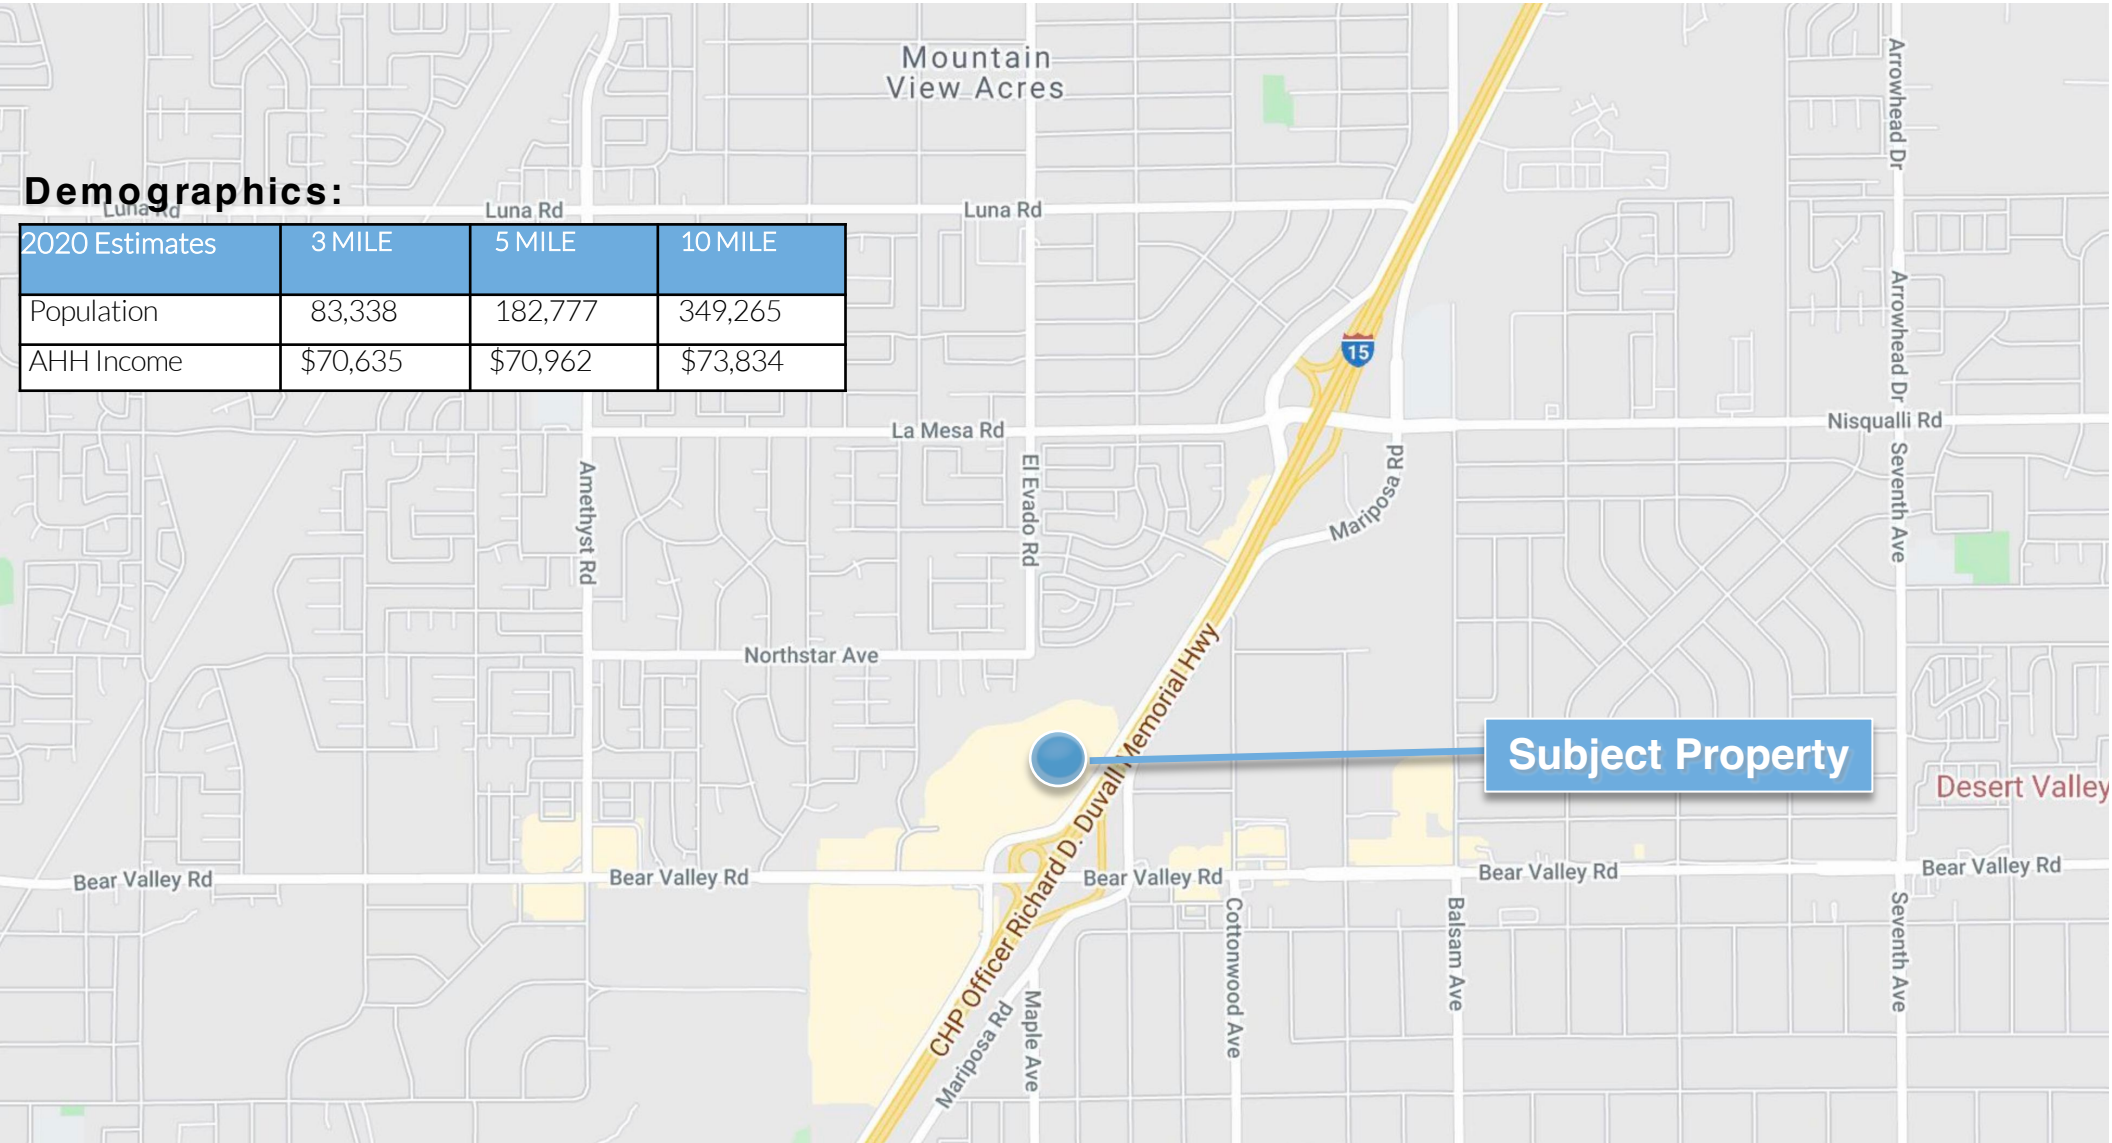 Mountain
View Acres
Arrowhead Dr
Demographics:
Luna Rd
Luna Rd
Luna Rd
2020 Estimates 3 MILE 5 MILE 10 MILE
Population 83,338 182,777 349,265
AHH Income $70,635 $70,962 $73,834
15
Arrowhead Dr
Nisqualli Rd
La Mesa Rd
Amethyst Rd
El Evado Rd
Mariposa Rd
Seventh Ave
Northstar Ave
CHP Officer Richard D. Duvall Memorial Hwy
Subject Property
Desert Valley
Bear Valley Rd
Bear Valley Rd
Bear Valley Rd
Bear Valley Rd
Bear Valley Rd
Cottonwood Ave
Balsam Ave
Seventh Ave
Mariposa Rd
Maple Ave